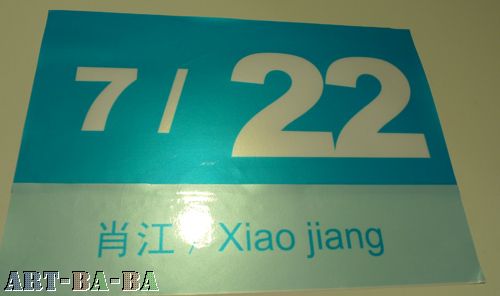 7 / 22
肖江 / Xiao jiang
ART-BA-BA